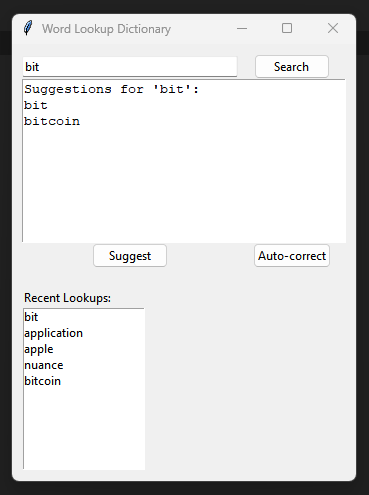 Word Lookup Dictionary
bit
Search
Suggestions for 'bit':
bit
bitcoin
Suggest
Auto-correct
Recent Lookups:
bit
application
apple
nuance
bitcoin